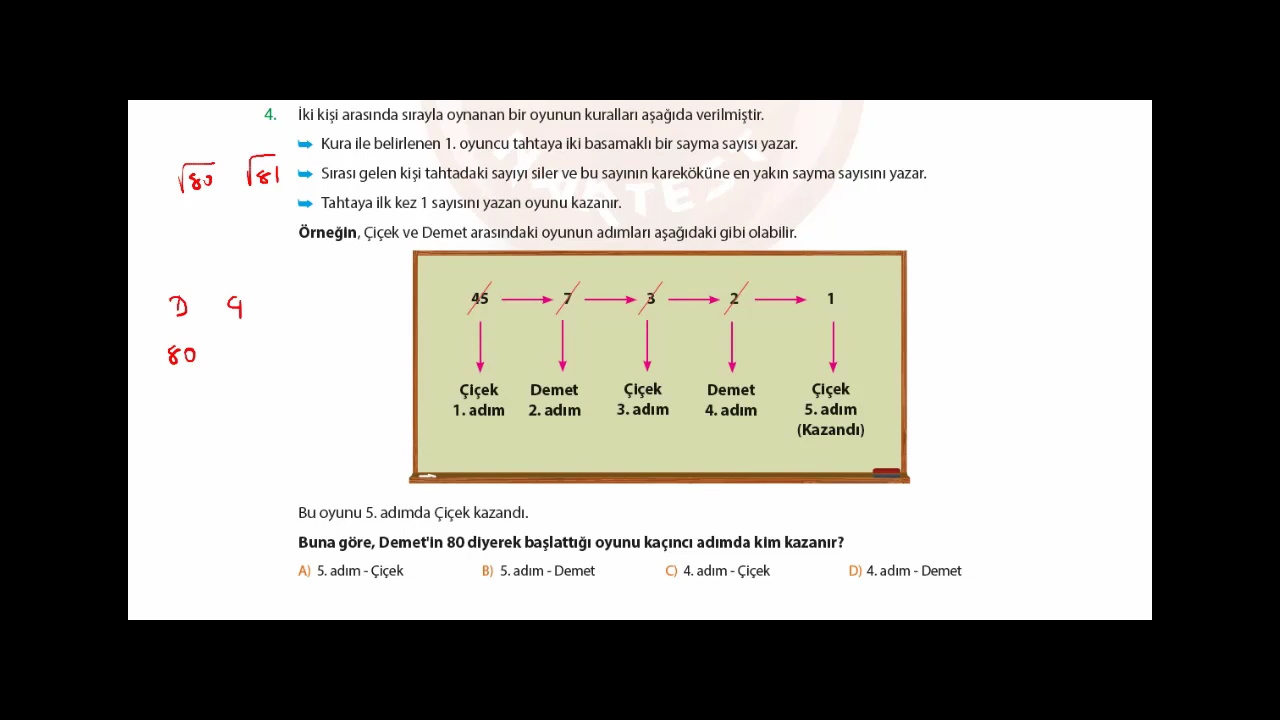 4. İki kişi arasında sırayla oynanan bir oyunun kuralları aşağıda verilmiştir.
Kura ile belirlenen 1. oyuncu tahtaya iki basamaklı bir sayma sayısı yazar.
√80 √81
Sırası gelen kişi tahtadaki sayıyı siler ve bu sayının kareköküne en yakın sayma sayısını yazar.
Tahtaya ilk kez 1 sayısını yazan oyunu kazanır.
Örneğin, Çiçek ve Demet arasındaki oyunun adımları aşağıdaki gibi olabilir.
45 7 3 2 1
D Ç
80
Çiçek Demet Çiçek Demet Çiçek
1. adım 2. adım 3. adım 4. adım 5. adım
(Kazandı)
Bu oyunu 5. adımda Çiçek kazandı.
Buna göre, Demet'in 80 diyerek başlattığı oyunu kaçıncı adımda kim kazanır?
A) 5. adım - Çiçek B) 5. adım - Demet C) 4. adım - Çiçek D) 4. adım - Demet